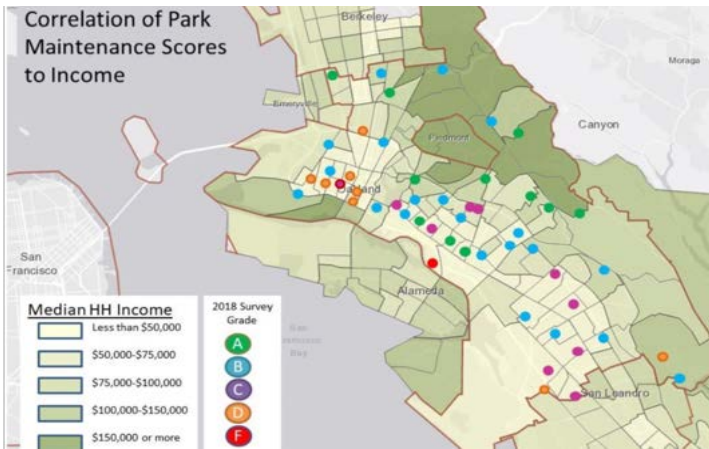 Correlation of Park
Maintenance Scores
to Income
Berkeley
Moraga
Emeryville
Canyon
Piedmont
Oakland
San
Francisco
Alameda
San Leandro
Median HH Income
Less than $50,000
$50,000-$75,000
$75,000-$100,000
$100,000-$150,000
$150,000 or more
2018 Survey
Grade
A
B
C
D
F
San
Francisco
Bay